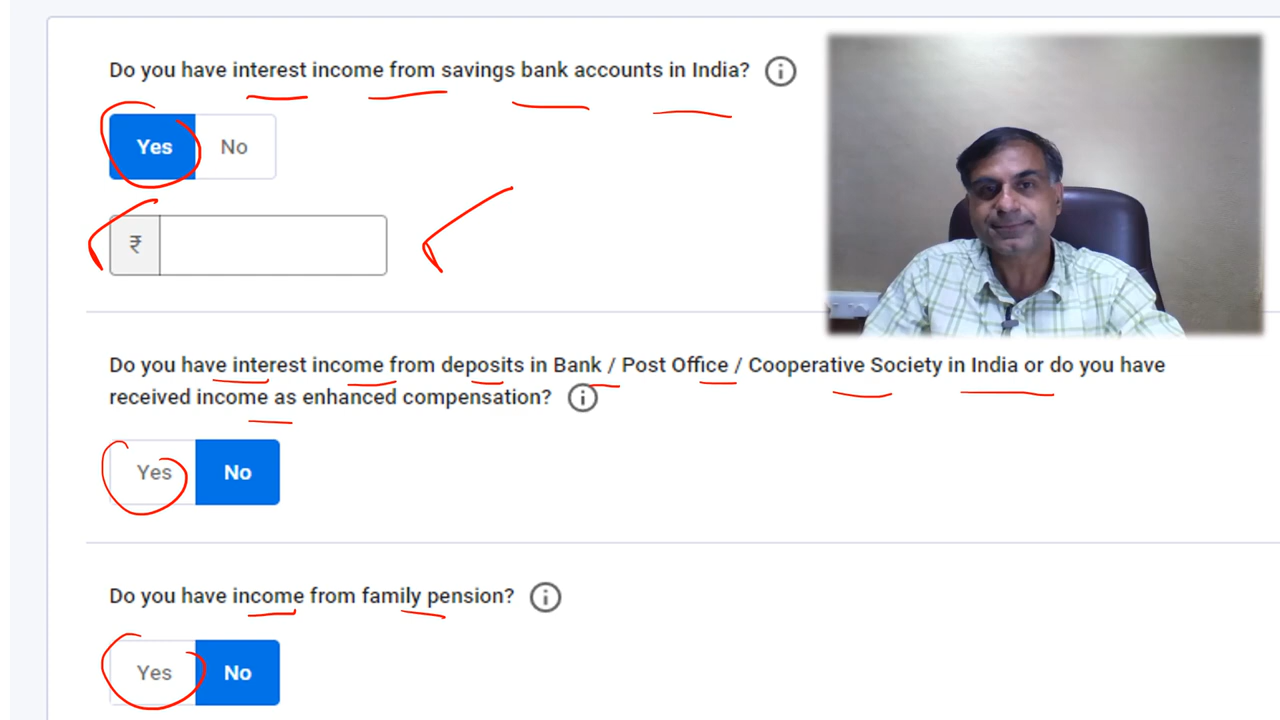 Do you have interest income from savings bank accounts in India?
Yes No
₹
Do you have interest income from deposits in Bank / Post Office / Cooperative Society in India or do you have
received income as enhanced compensation?
Yes No
Do you have income from family pension?
Yes No